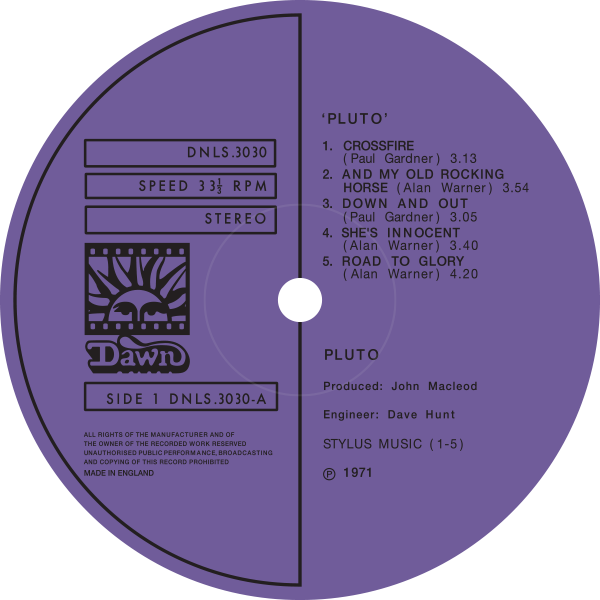 DNLS.3030
SPEED 33⅓ RPM
STEREO
Dawn
SIDE 1 DNLS.3030-A
ALL RIGHTS OF THE MANUFACTURER AND OF
THE OWNER OF THE RECORDED WORK RESERVED
UNAUTHORISED PUBLIC PERFORMANCE, BROADCASTING
AND COPYING OF THIS RECORD PROHIBITED
MADE IN ENGLAND
‘PLUTO’
1. CROSSFIRE
(Paul Gardner) 3.13
2. AND MY OLD ROCKING
HORSE (Alan Warner) 3.54
3. DOWN AND OUT
(Paul Gardner) 3.05
4. SHE'S INNOCENT
(Alan Warner) 3.40
5. ROAD TO GLORY
(Alan Warner) 4.20
PLUTO
Produced: John Macleod
Engineer: Dave Hunt
STYLUS MUSIC (1-5)
℗ 1971